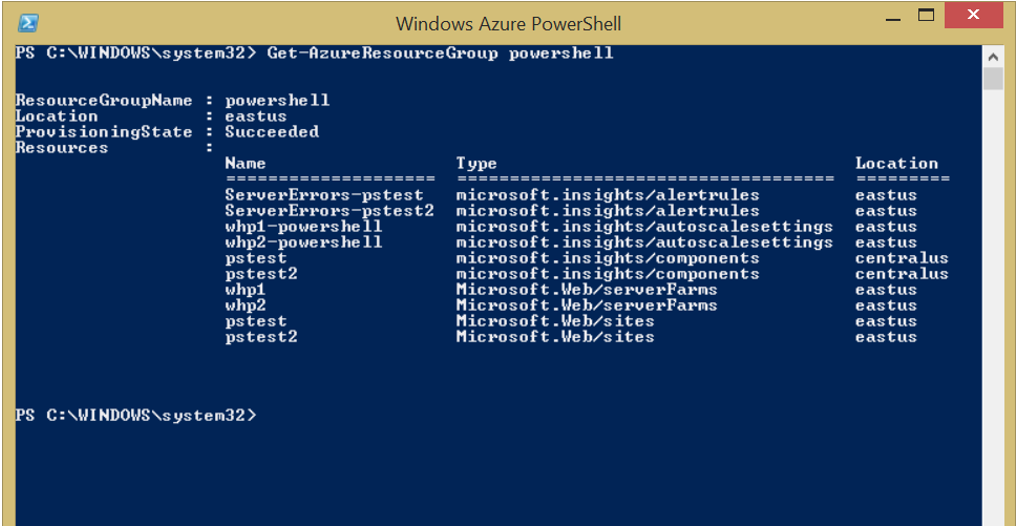 Windows Azure PowerShell
PS C:\WINDOWS\system32> Get-AzureResourceGroup powershell
ResourceGroupName : powershell
Location          : eastus
ProvisioningState : Succeeded
Resources         :
                    Name                  Type                                  Location
                    ====================  ====================================  =========
                    ServerErrors-pstest   microsoft.insights/alertrules         eastus
                    ServerErrors-pstest2  microsoft.insights/alertrules         eastus
                    whp1-powershell       microsoft.insights/autoscalesettings  eastus
                    whp2-powershell       microsoft.insights/autoscalesettings  eastus
                    pstest                microsoft.insights/components         centralus
                    pstest2               microsoft.insights/components         centralus
                    whp1                  Microsoft.Web/serverFarms             eastus
                    whp2                  Microsoft.Web/serverFarms             eastus
                    pstest                Microsoft.Web/sites                   eastus
                    pstest2               Microsoft.Web/sites                   eastus
PS C:\WINDOWS\system32>